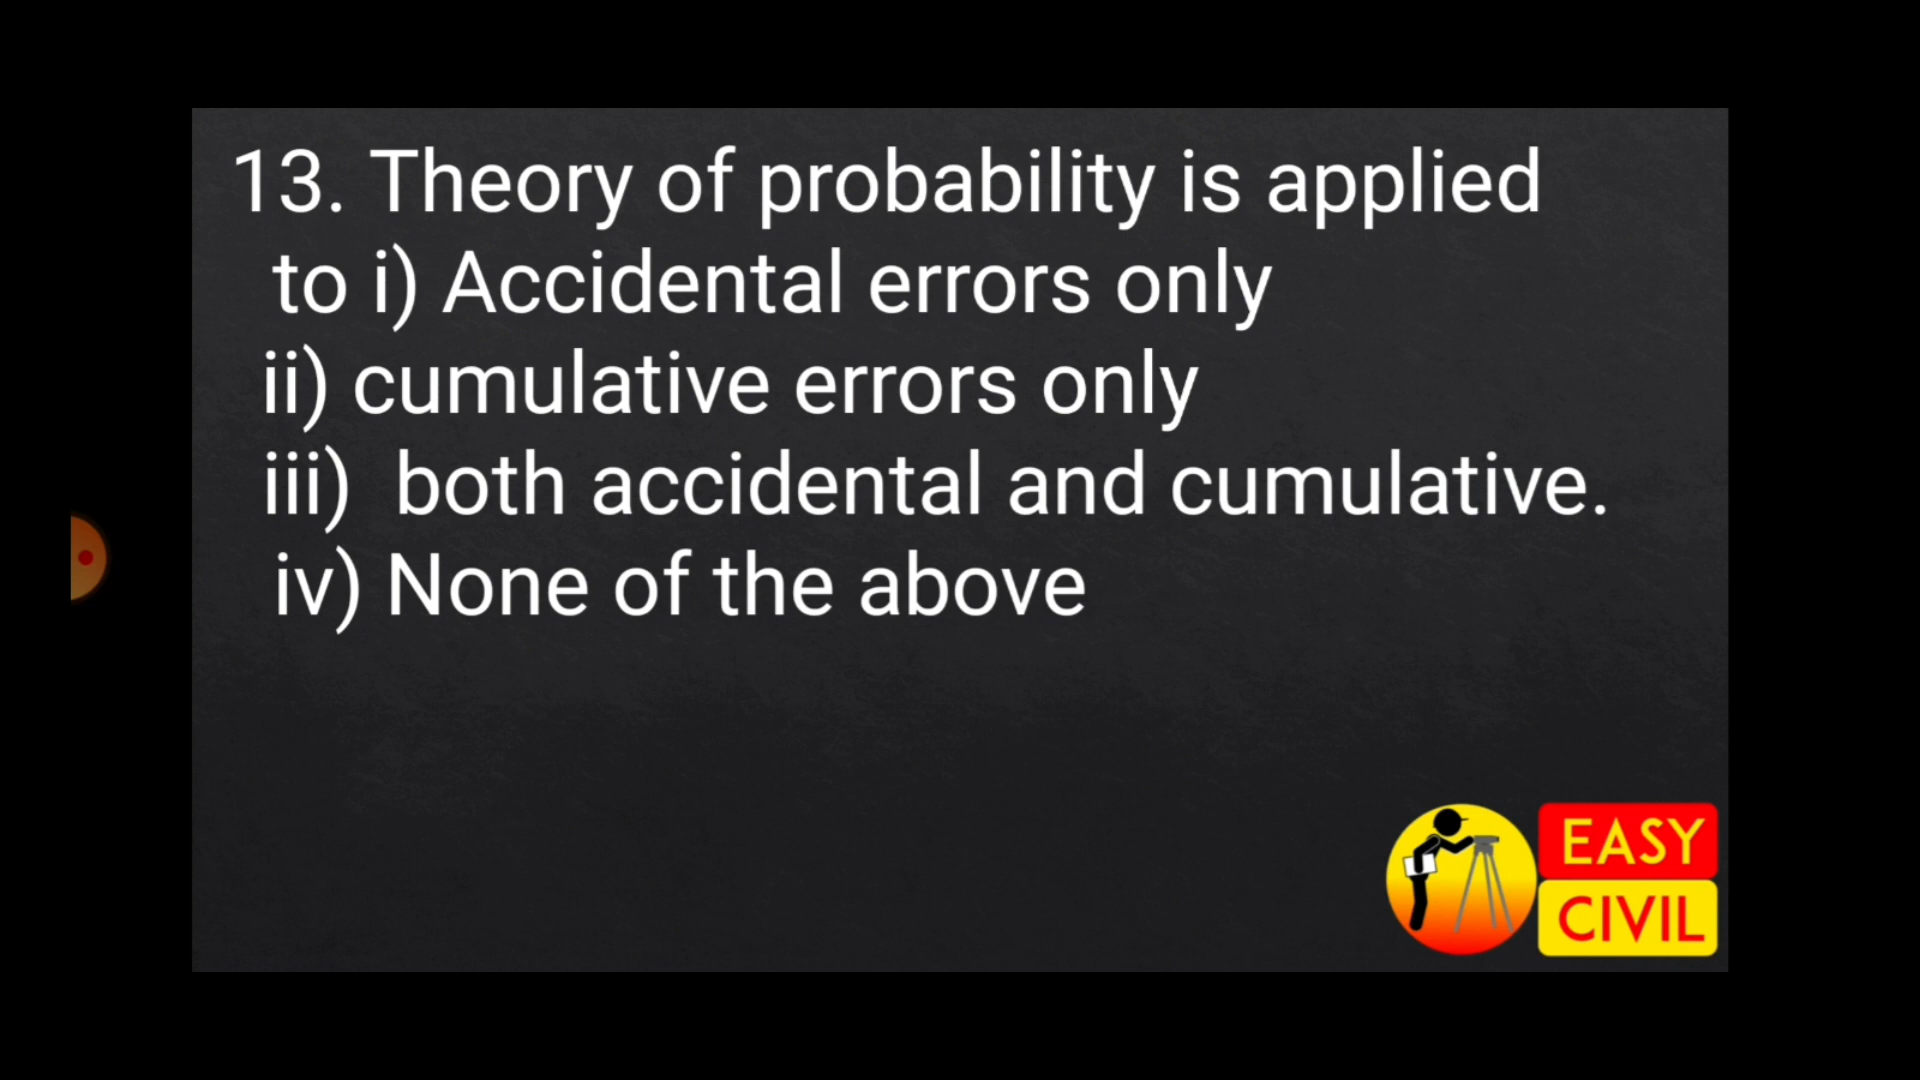 13. Theory of probability is applied
to i) Accidental errors only
ii) cumulative errors only
iii) both accidental and cumulative.
iv) None of the above
EASY
CIVIL